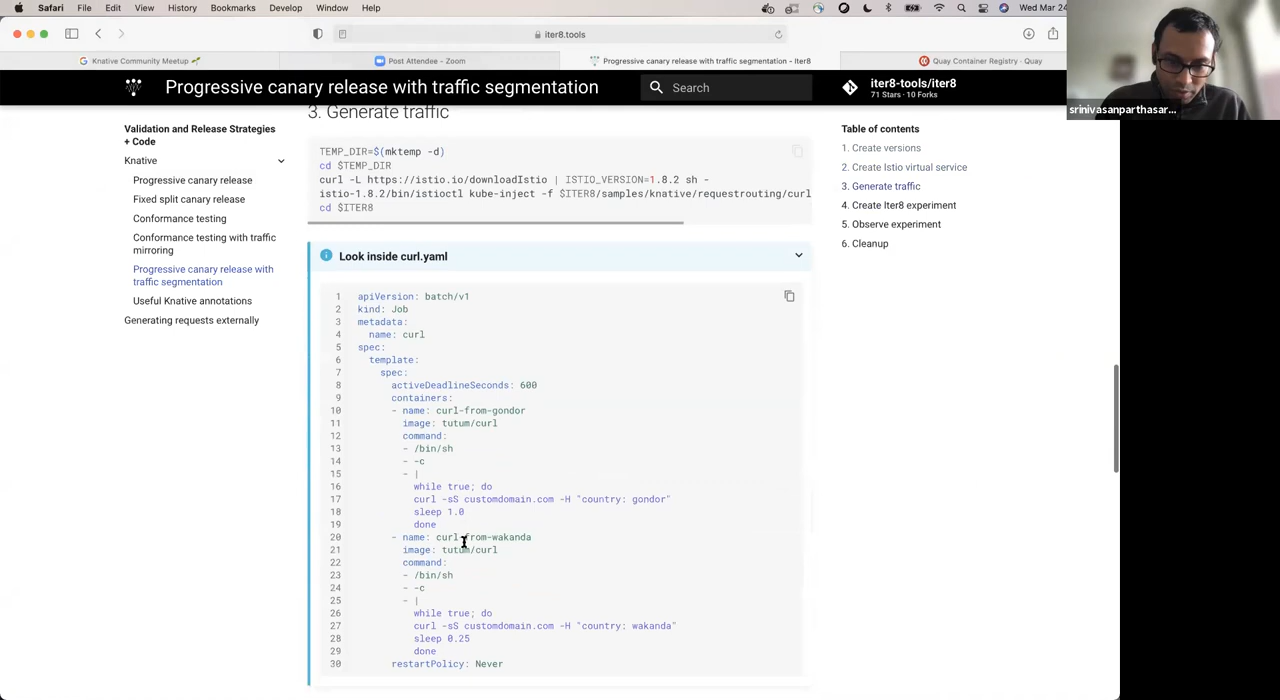 Safari File Edit View History Bookmarks Develop Window Help Wed Mar 24
iter8.tools
Knative Community Meetup
Post Attendee - Zoom
Progressive canary release with traffic segmentation - Iter8
Quay Container Registry · Quay
Progressive canary release with traffic segmentation
Search
iter8-tools/iter8
71 Stars · 10 Forks
srinivasanparthasar...
Validation and Release Strategies
+ Code
Knative
Progressive canary release
Fixed split canary release
Conformance testing
Conformance testing with traffic
mirroring
Progressive canary release with
traffic segmentation
Useful Knative annotations
Generating requests externally
3. Generate traffic
TEMP_DIR=$(mktemp -d)
cd $TEMP_DIR
curl -L https://istio.io/downloadIstio | ISTIO_VERSION=1.8.2 sh -
istio-1.8.2/bin/istioctl kube-inject -f $ITER8/samples/knative/requestrouting/curl
cd $ITER8
Look inside curl.yaml
1 apiVersion: batch/v1
2 kind: Job
3 metadata:
4 name: curl
5 spec:
6 template:
7 spec:
8 activeDeadlineSeconds: 600
9 containers:
10 - name: curl-from-gondor
11 image: tutum/curl
12 command:
13 - /bin/sh
14 - -c
15 - |
16 while true; do
17 curl -sS customdomain.com -H "country: gondor"
18 sleep 1.0
19 done
20 - name: curl-from-wakanda
21 image: tutum/curl
22 command:
23 - /bin/sh
24 - -c
25 - |
26 while true; do
27 curl -sS customdomain.com -H "country: wakanda"
28 sleep 0.25
29 done
30 restartPolicy: Never
Table of contents
1. Create versions
2. Create Istio virtual service
3. Generate traffic
4. Create Iter8 experiment
5. Observe experiment
6. Cleanup